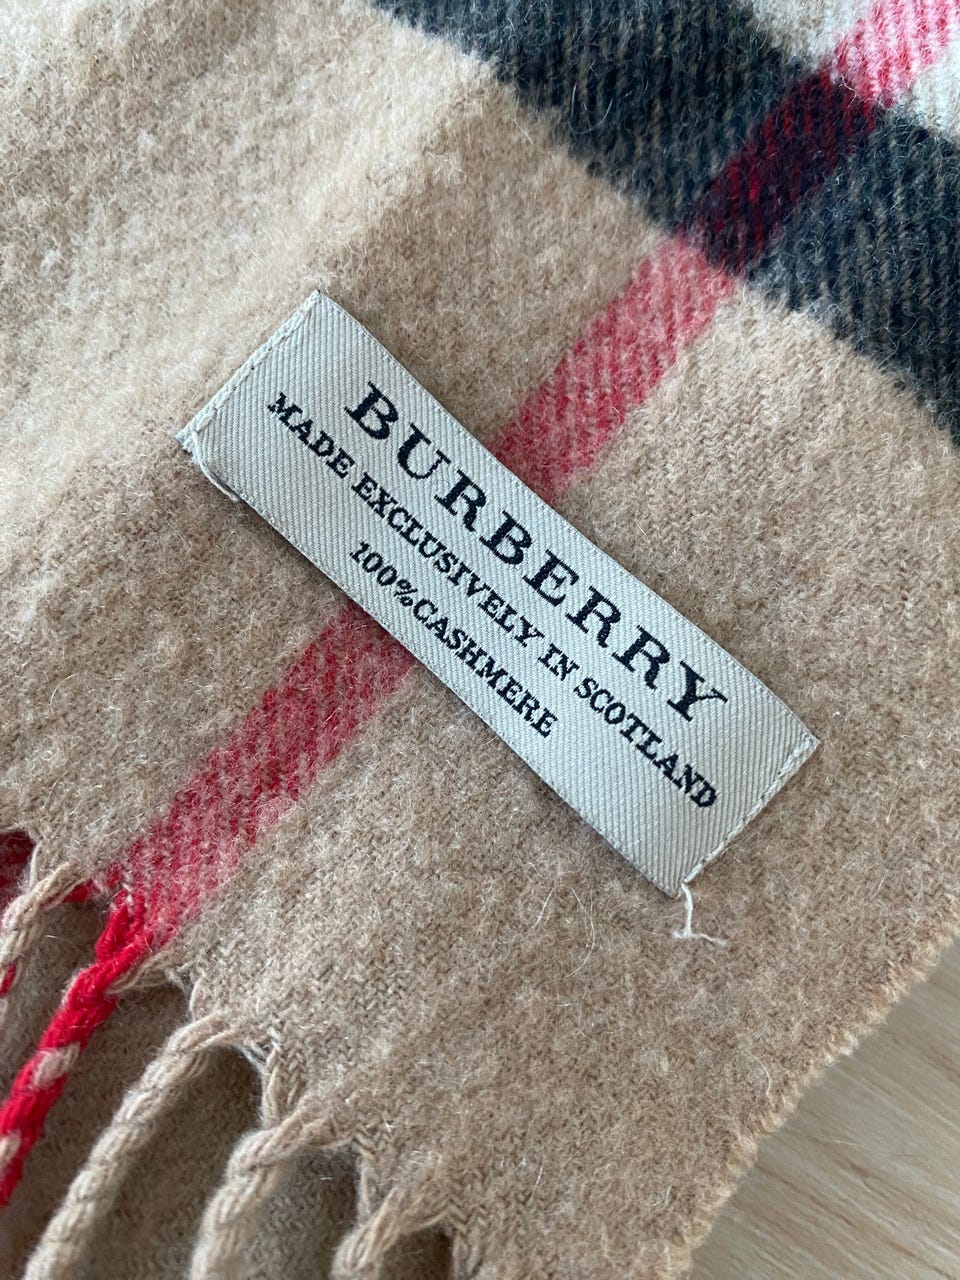 BURBERRY
MADE EXCLUSIVELY IN SCOTLAND
100%CASHMERE